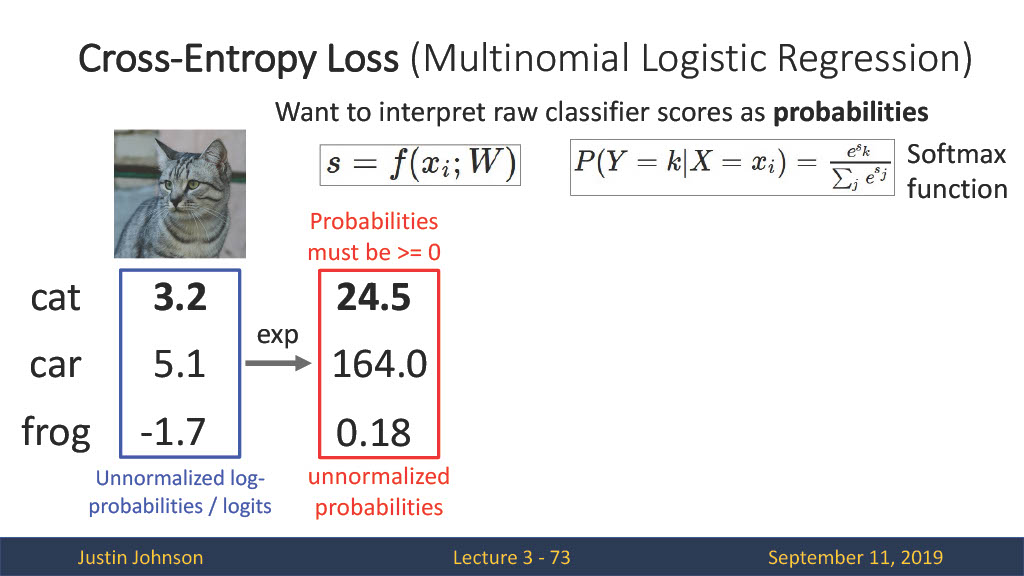 Cross-Entropy Loss (Multinomial Logistic Regression)
Want to interpret raw classifier scores as probabilities
s = f(x_i; W)
P(Y = k|X = x_i) = e^{s_k} / ∑_j e^{s_j}
Softmax
function
Probabilities
must be >= 0
cat 3.2 24.5
exp
car 5.1 164.0
frog -1.7 0.18
Unnormalized log-
probabilities / logits
unnormalized
probabilities
Justin Johnson Lecture 3 - 73 September 11, 2019